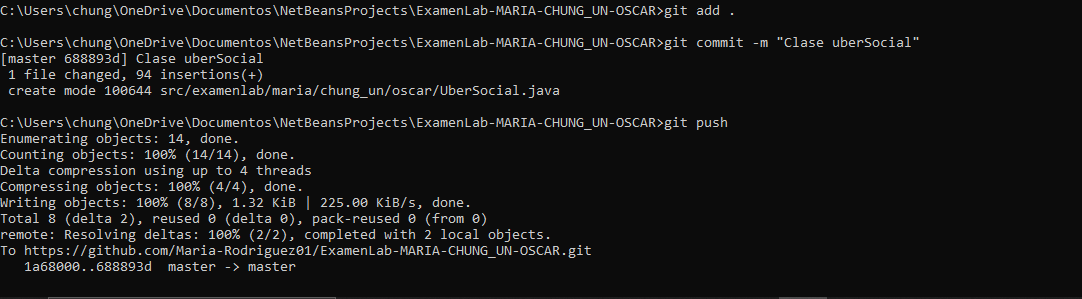 C:\Users\chung\OneDrive\Documentos\NetBeansProjects\ExamenLab-MARIA-CHUNG_UN-OSCAR>git add .
C:\Users\chung\OneDrive\Documentos\NetBeansProjects\ExamenLab-MARIA-CHUNG_UN-OSCAR>git commit -m "Clase uberSocial"
[master 688893d] Clase uberSocial
 1 file changed, 94 insertions(+)
 create mode 100644 src/examenlab/maria/chung_un/oscar/UberSocial.java
C:\Users\chung\OneDrive\Documentos\NetBeansProjects\ExamenLab-MARIA-CHUNG_UN-OSCAR>git push
Enumerating objects: 14, done.
Counting objects: 100% (14/14), done.
Delta compression using up to 4 threads
Compressing objects: 100% (4/4), done.
Writing objects: 100% (8/8), 1.32 KiB | 225.00 KiB/s, done.
Total 8 (delta 2), reused 0 (delta 0), pack-reused 0 (from 0)
remote: Resolving deltas: 100% (2/2), completed with 2 local objects.
To https://github.com/Maria-Rodriguez01/ExamenLab-MARIA-CHUNG_UN-OSCAR.git
   1a68000..688893d  master -> master